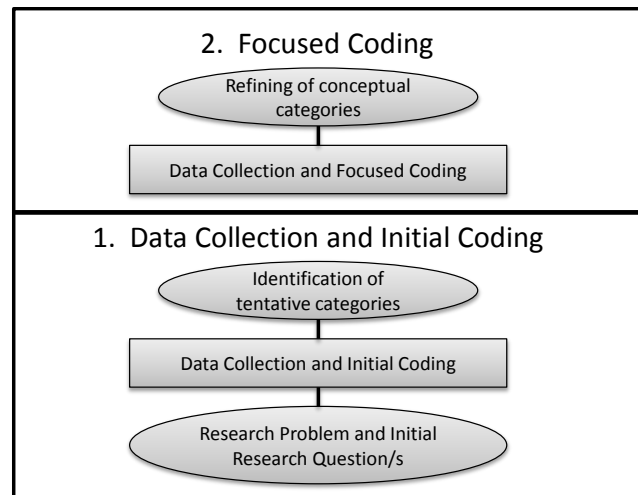 2. Focused Coding
Refining of conceptual
categories
Data Collection and Focused Coding
1. Data Collection and Initial Coding
Identification of
tentative categories
Data Collection and Initial Coding
Research Problem and Initial
Research Question/s